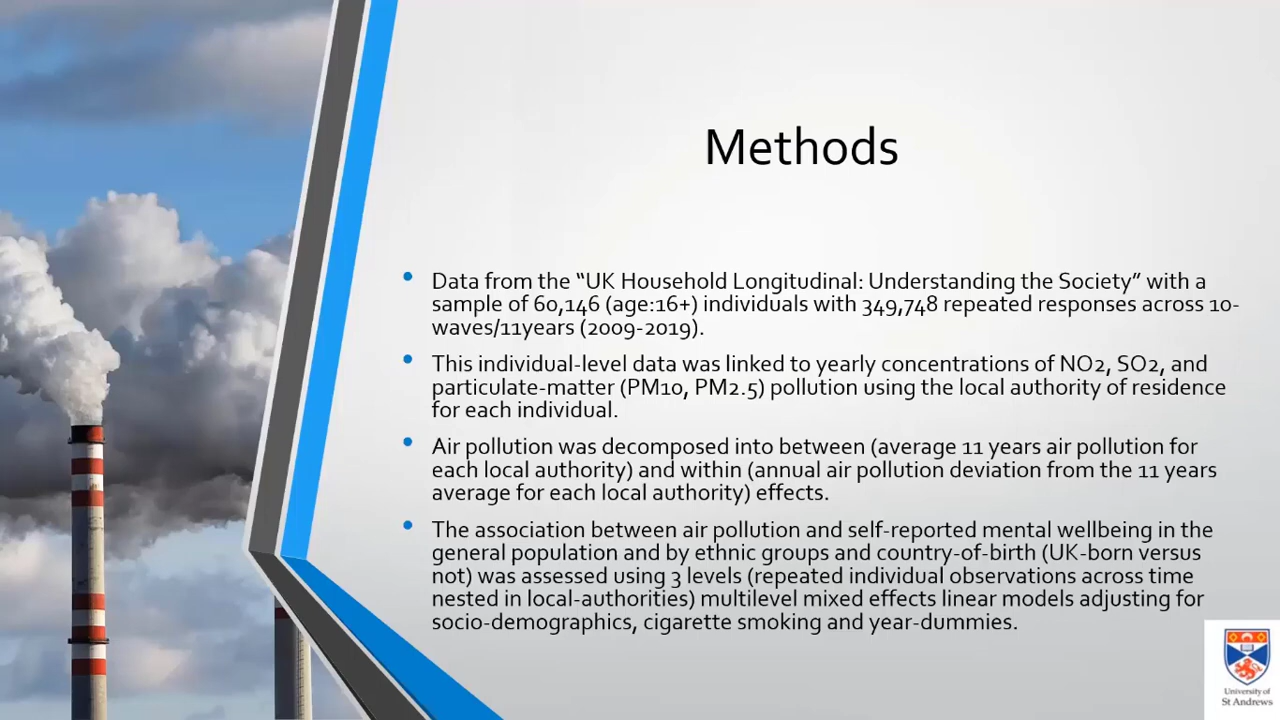 Methods
• Data from the “UK Household Longitudinal: Understanding the Society” with a
sample of 60,146 (age:16+) individuals with 349,748 repeated responses across 10-
waves/11years (2009-2019).
• This individual-level data was linked to yearly concentrations of NO2, SO2, and
particulate-matter (PM10, PM2.5) pollution using the local authority of residence
for each individual.
• Air pollution was decomposed into between (average 11 years air pollution for
each local authority) and within (annual air pollution deviation from the 11 years
average for each local authority) effects.
• The association between air pollution and self-reported mental wellbeing in the
general population and by ethnic groups and country-of-birth (UK-born versus
not) was assessed using 3 levels (repeated individual observations across time
nested in local-authorities) multilevel mixed effects linear models adjusting for
socio-demographics, cigarette smoking and year-dummies.
University of
St Andrews